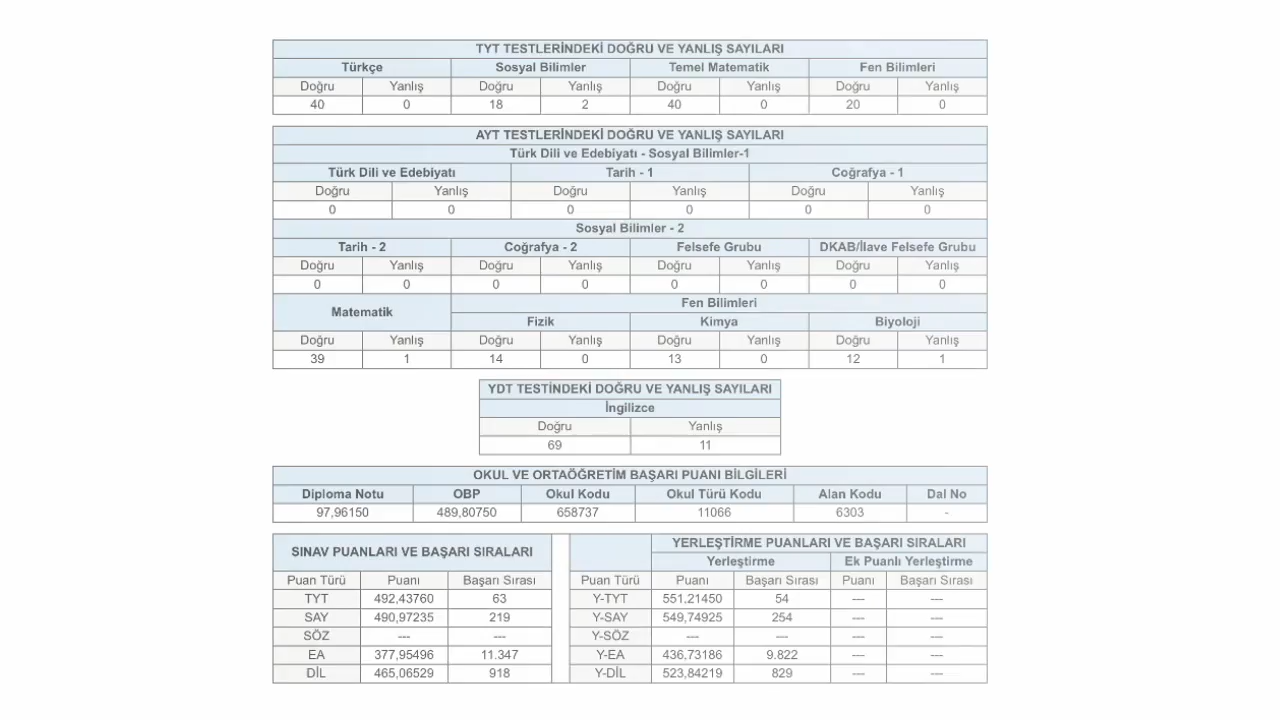 TYT TESTLERİNDEKİ DOĞRU VE YANLIŞ SAYILARI
Türkçe Sosyal Bilimler Temel Matematik Fen Bilimleri
Doğru Yanlış Doğru Yanlış Doğru Yanlış Doğru Yanlış
40 0 18 2 40 0 20 0
AYT TESTLERİNDEKİ DOĞRU VE YANLIŞ SAYILARI
Türk Dili ve Edebiyatı - Sosyal Bilimler-1
Türk Dili ve Edebiyatı Tarih - 1 Coğrafya - 1
Doğru Yanlış Doğru Yanlış Doğru Yanlış
0 0 0 0 0 0
Sosyal Bilimler - 2
Tarih - 2 Coğrafya - 2 Felsefe Grubu DKAB/İlave Felsefe Grubu
Doğru Yanlış Doğru Yanlış Doğru Yanlış Doğru Yanlış
0 0 0 0 0 0 0 0
Matematik Fen Bilimleri
Fizik Kimya Biyoloji
Doğru Yanlış Doğru Yanlış Doğru Yanlış Doğru Yanlış
39 1 14 0 13 0 12 1
YDT TESTİNDEKİ DOĞRU VE YANLIŞ SAYILARI
İngilizce
Doğru Yanlış
69 11
OKUL VE ORTAÖĞRETİM BAŞARI PUANI BİLGİLERİ
Diploma Notu OBP Okul Kodu Okul Türü Kodu Alan Kodu Dal No
97,96150 489,80750 658737 11066 6303 -
SINAV PUANLARI VE BAŞARI SIRALARI
Puan Türü Puanı Başarı Sırası
TYT 492,43760 63
SAY 490,97235 219
SÖZ --- ---
EA 377,95496 11.347
DİL 465,06529 918
YERLEŞTİRME PUANLARI VE BAŞARI SIRALARI
Yerleştirme Ek Puanlı Yerleştirme
Puan Türü Puanı Başarı Sırası Puanı Başarı Sırası
Y-TYT 551,21450 54 --- ---
Y-SAY 549,74925 254 --- ---
Y-SÖZ --- --- --- ---
Y-EA 436,73186 9.822 --- ---
Y-DİL 523,84219 829 --- ---